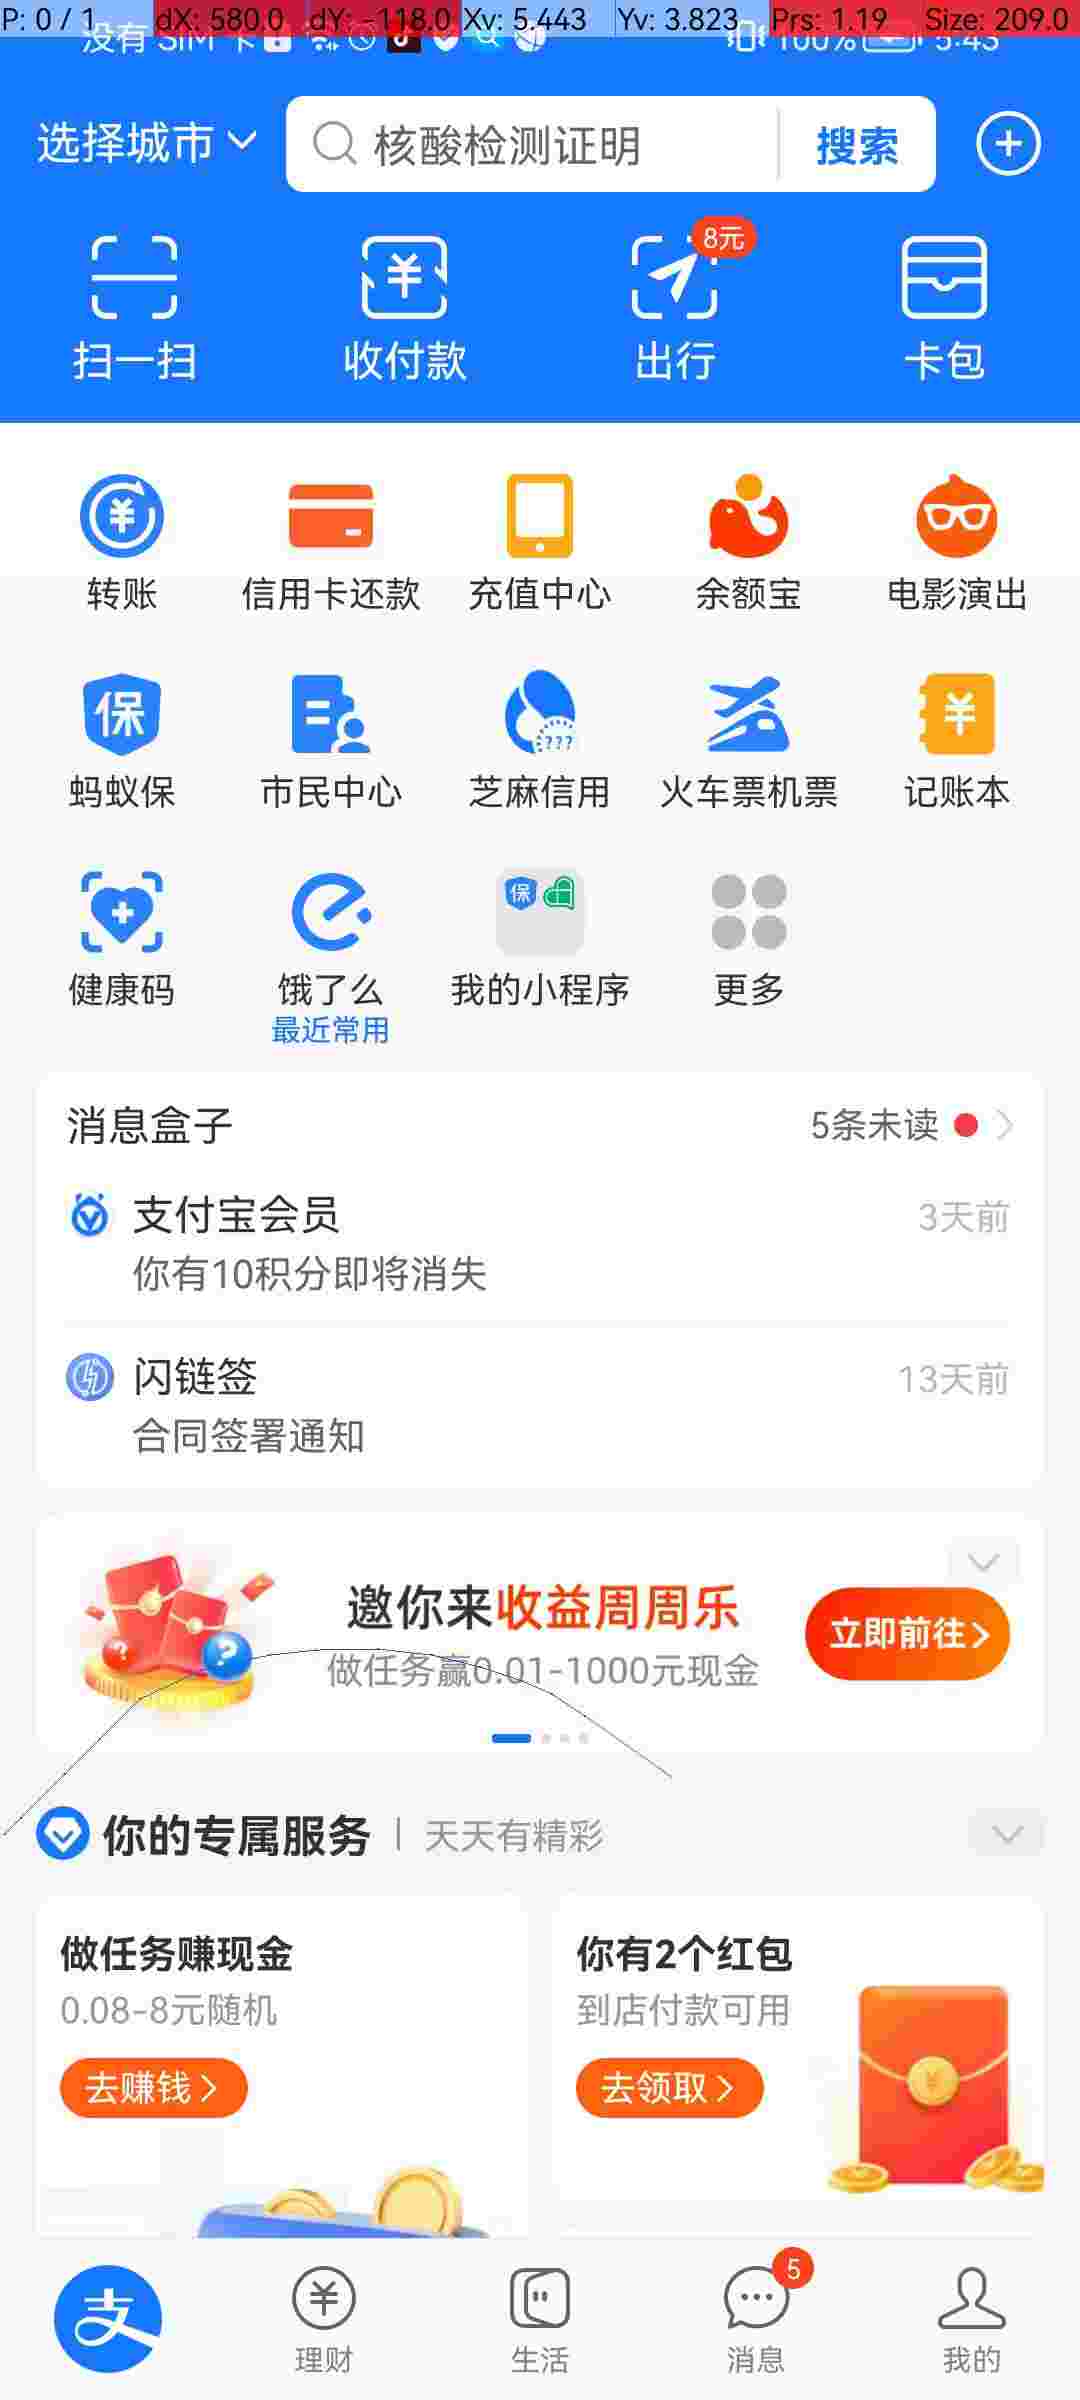 P: 0 / 1 dX: 580.0 dY: -118.0 Xv: 5.443 Yv: 3.823 Prs: 1.19 Size: 209.0
没有 SIM 卡 100% 5:43
选择城市 核酸检测证明 搜索
8元
扫一扫 收付款 出行 卡包
转账 信用卡还款 充值中心 余额宝 电影演出
保 ???
蚂蚁保 市民中心 芝麻信用 火车票机票 记账本
保
健康码 饿了么 我的小程序 更多
最近常用
消息盒子 5条未读
支付宝会员 3天前
你有10积分即将消失
闪链签 13天前
合同签署通知
邀你来收益周周乐
做任务赢0.01-1000元现金
立即前往
你的专属服务 天天有精彩
做任务赚现金 你有2个红包
0.08-8元随机 到店付款可用
去赚钱 去领取
支 5
理财 生活 消息 我的